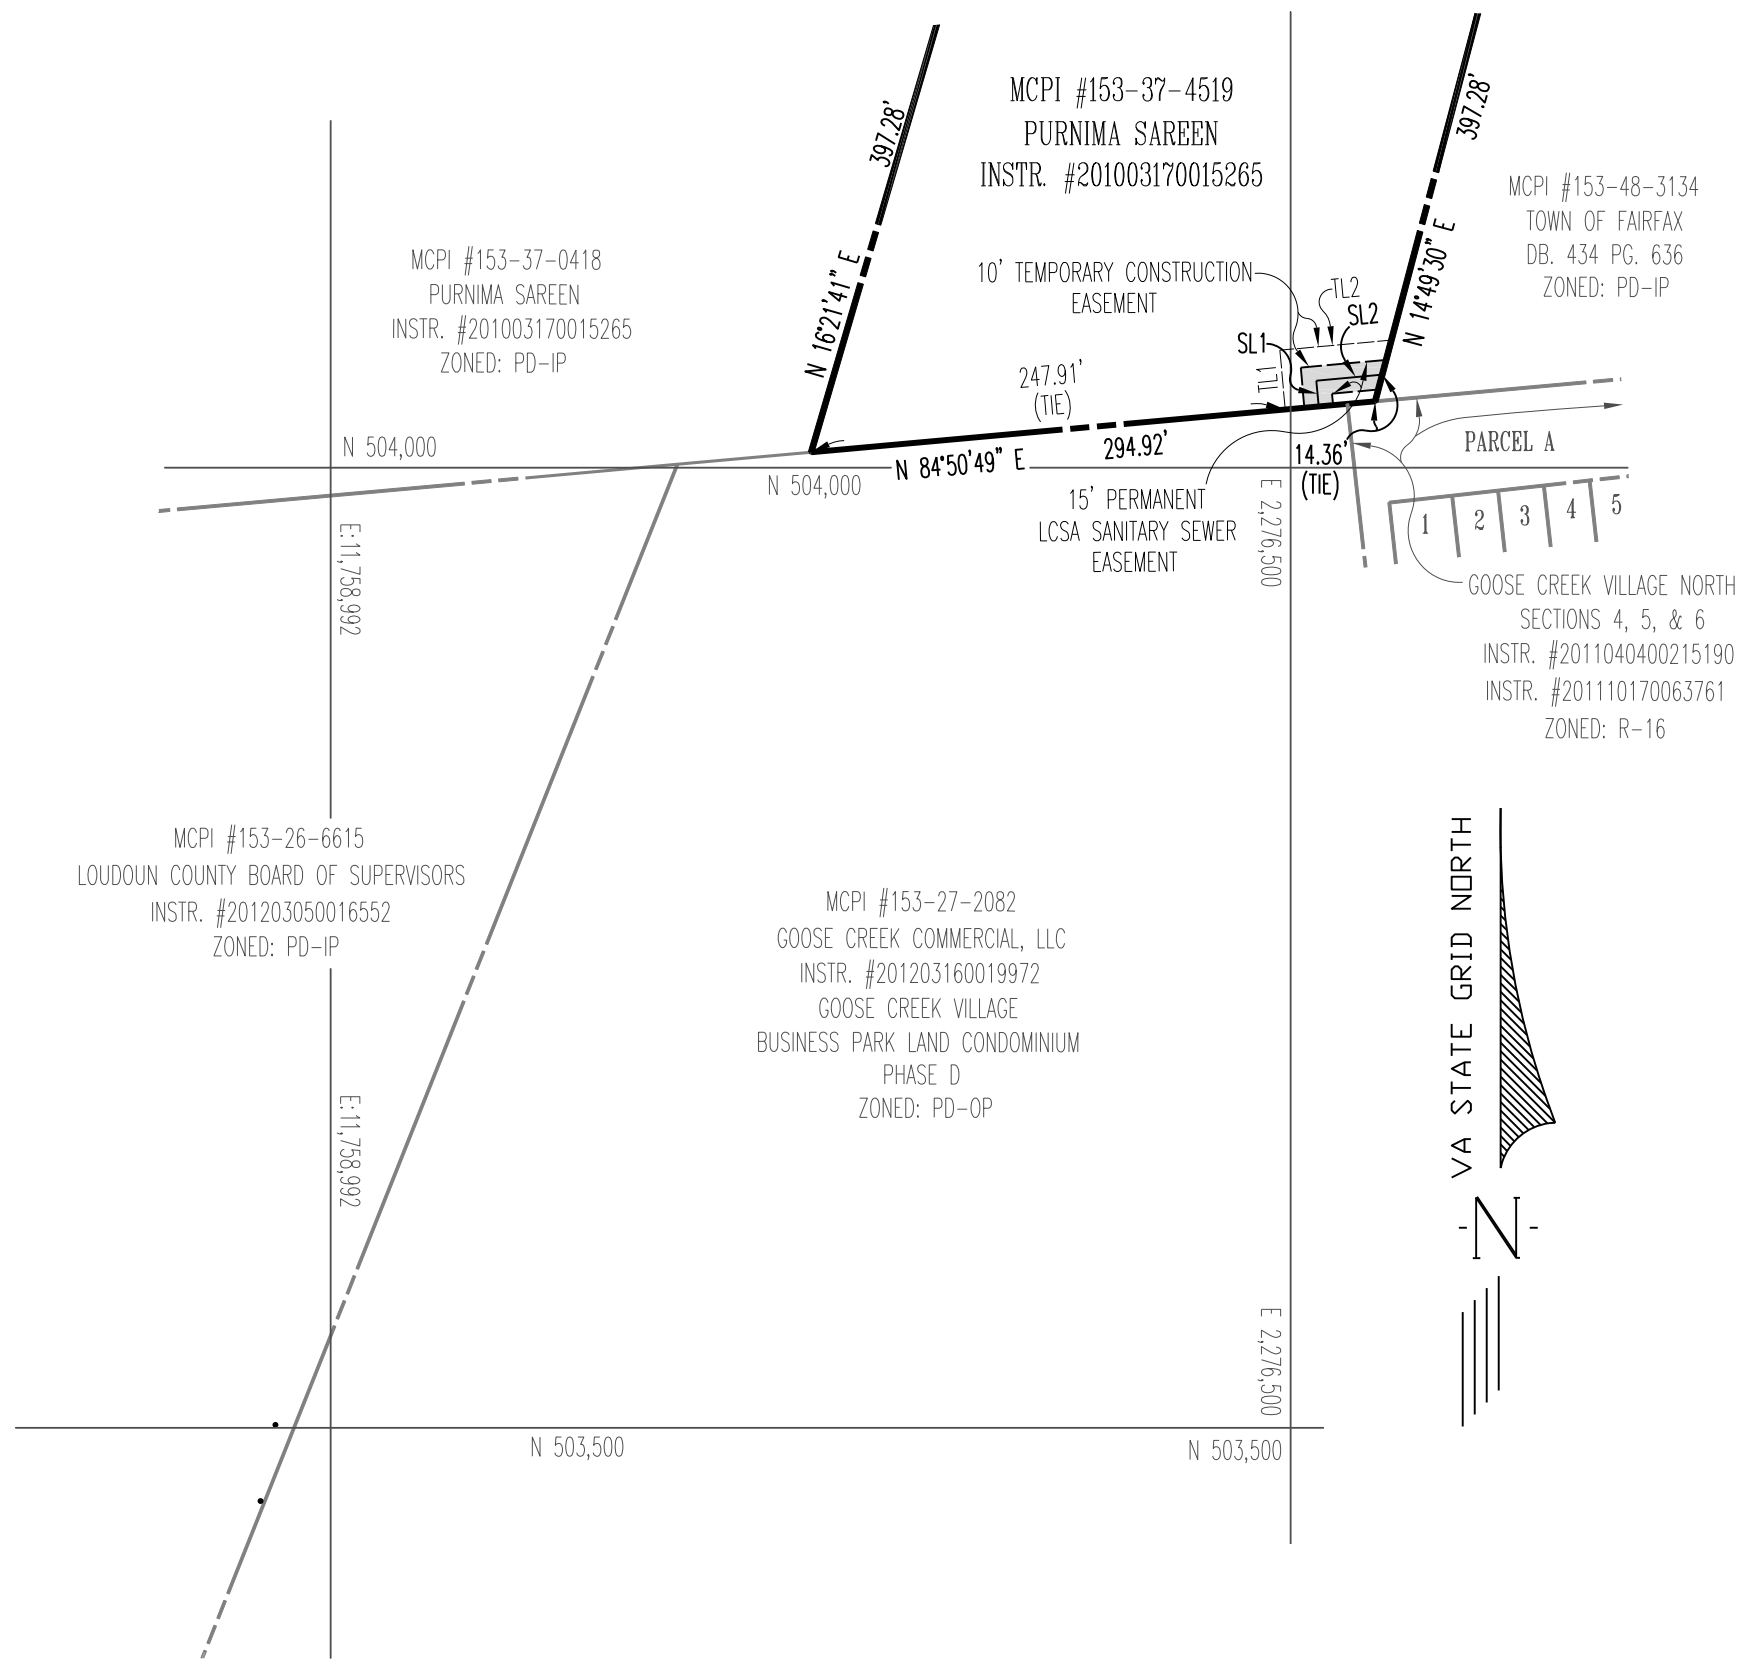 MCPI #153-37-4519
PURNIMA SAREEN
INSTR. #201003170015265
397.28'
397.28'
MCPI #153-48-3134
TOWN OF FAIRFAX
DB. 434 PG. 636
ZONED: PD-IP
MCPI #153-37-0418
PURNIMA SAREEN
INSTR. #201003170015265
ZONED: PD-IP
N 16°21'41" E
10' TEMPORARY CONSTRUCTION
EASEMENT
TL2
SL2
SL1
TL1
N 14°49'30" E
247.91'
(TIE)
N 504,000
N 84°50'49" E
294.92'
14.36'
(TIE)
PARCEL A
N 504,000
15' PERMANENT
LCSA SANITARY SEWER
EASEMENT
E 2,276,500
1
2
3
4
5
E:11,758,992
GOOSE CREEK VILLAGE NORTH
SECTIONS 4, 5, & 6
INSTR. #2011040400215190
INSTR. #201110170063761
ZONED: R-16
MCPI #153-26-6615
LOUDOUN COUNTY BOARD OF SUPERVISORS
INSTR. #201203050016552
ZONED: PD-IP
MCPI #153-27-2082
GOOSE CREEK COMMERCIAL, LLC
INSTR. #201203160019972
GOOSE CREEK VILLAGE
BUSINESS PARK LAND CONDOMINIUM
PHASE D
ZONED: PD-OP
VA STATE GRID NORTH
-N-
E:11,758,992
E 2,276,500
N 503,500
N 503,500